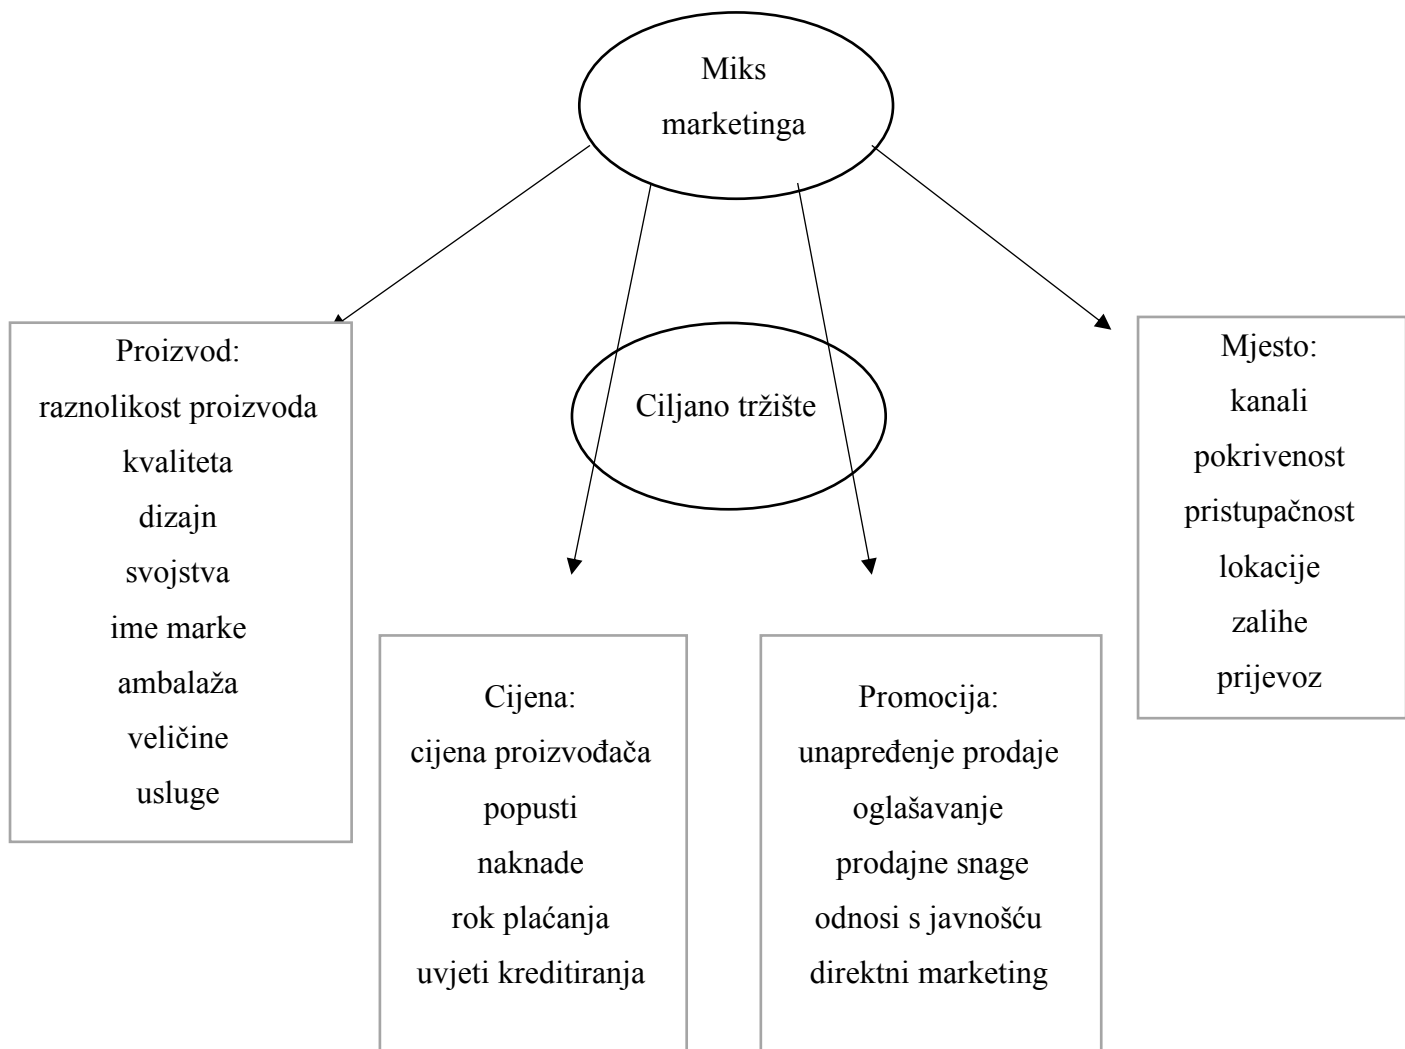 Miks
marketinga
Ciljano tržište
Proizvod:
raznolikost proizvoda
kvaliteta
dizajn
svojstva
ime marke
ambalaža
veličine
usluge
Cijena:
cijena proizvođača
popusti
naknade
rok plaćanja
uvjeti kreditiranja
Promocija:
unapređenje prodaje
oglašavanje
prodajne snage
odnosi s javnošću
direktni marketing
Mjesto:
kanali
pokrivenost
pristupačnost
lokacije
zalihe
prijevoz